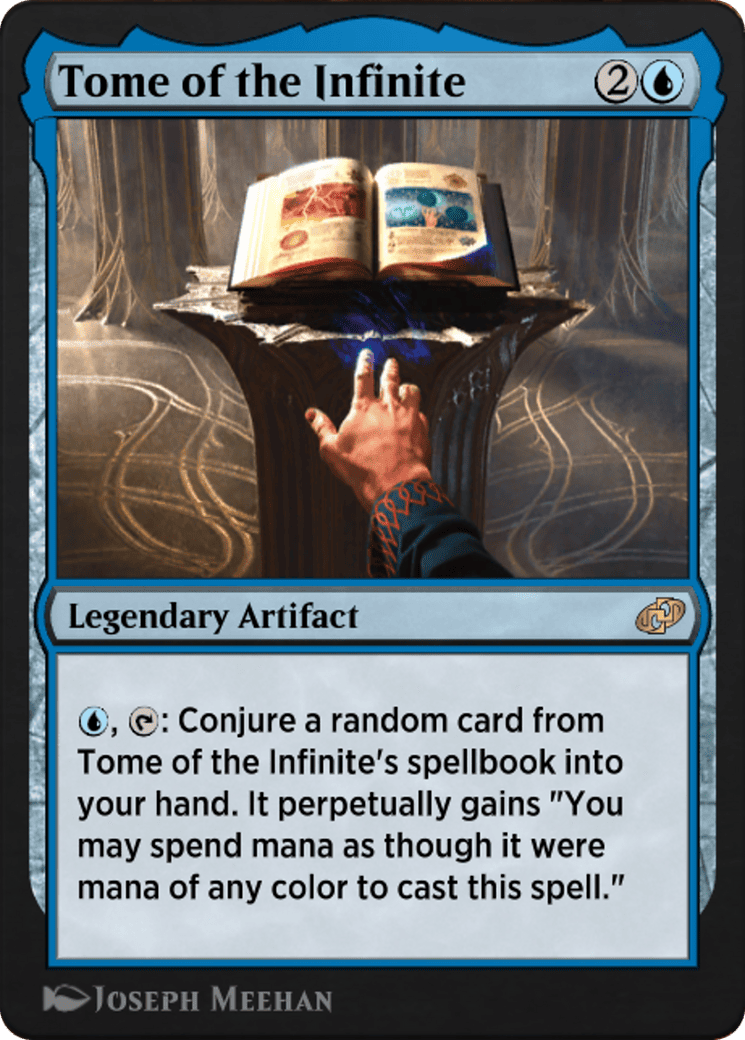 Tome of the Infinite 2
Legendary Artifact
, : Conjure a random card from
Tome of the Infinite's spellbook into
your hand. It perpetually gains "You
may spend mana as though it were
mana of any color to cast this spell."
Joseph Meehan